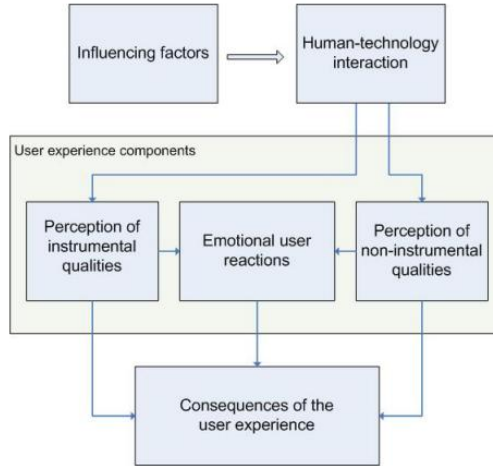 Influencing factors
Human-technology
interaction
User experience components
Perception of
instrumental
qualities
Emotional user
reactions
Perception of
non-instrumental
qualities
Consequences of the
user experience